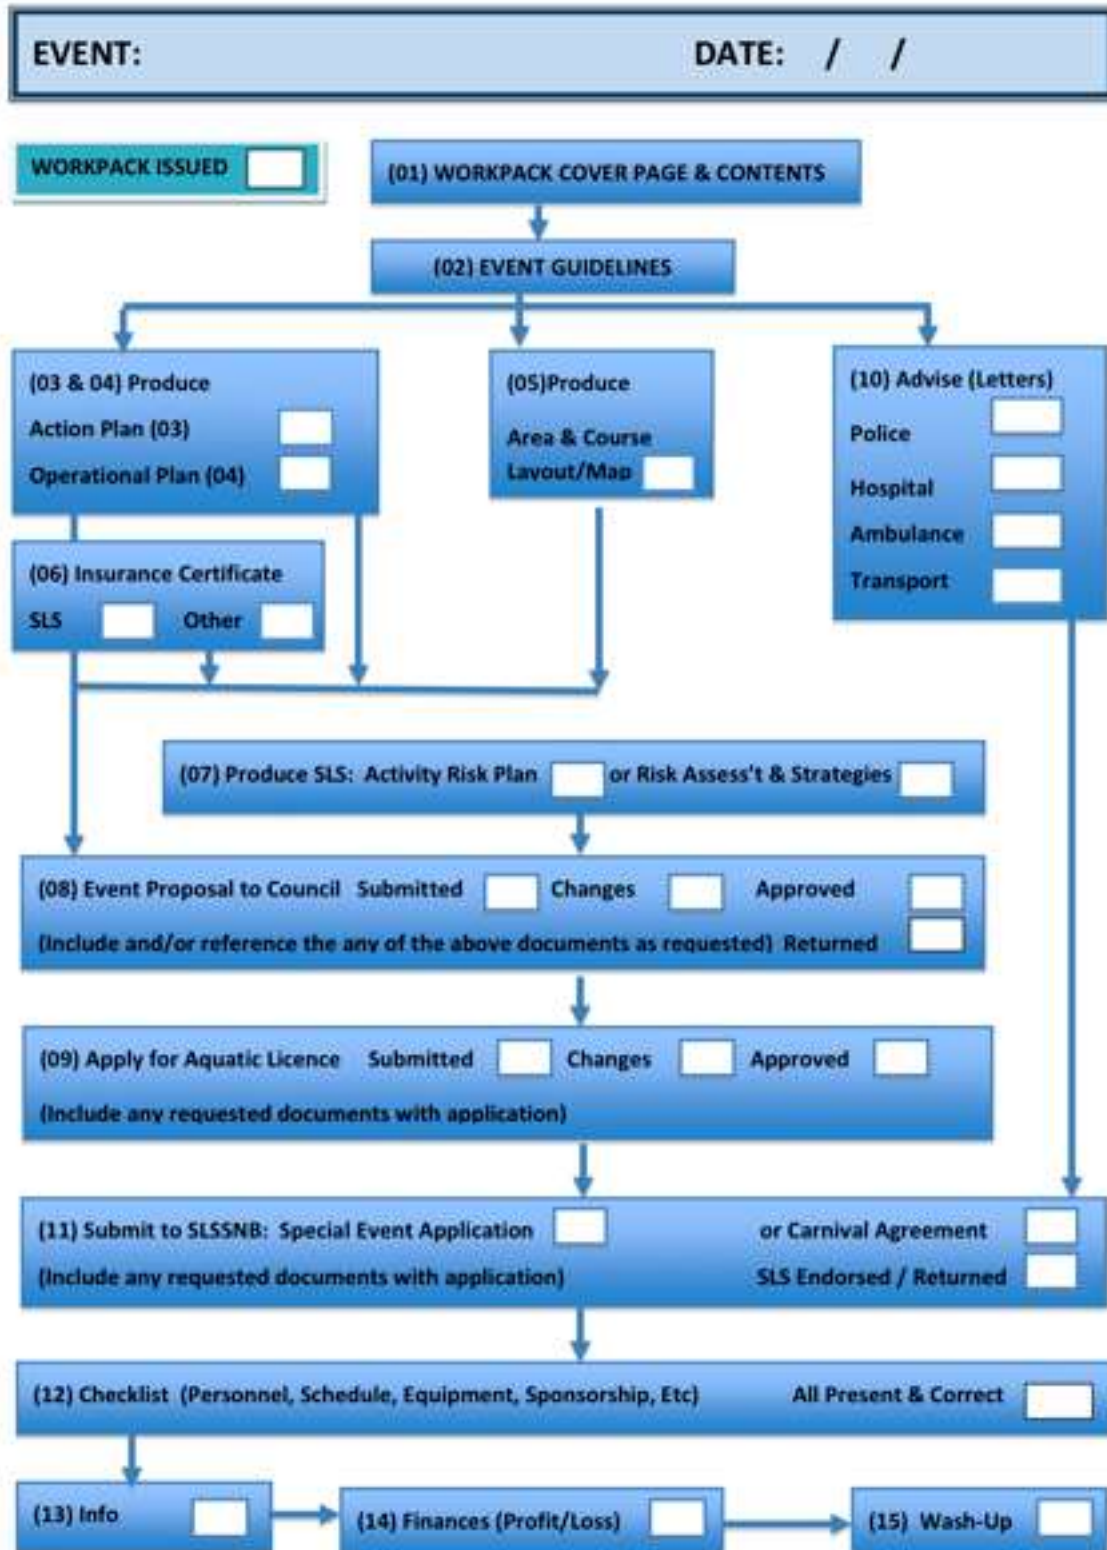 EVENT: DATE: / /
WORKPACK ISSUED
(01) WORKPACK COVER PAGE & CONTENTS
(02) EVENT GUIDELINES
(03 & 04) Produce
Action Plan (03)
Operational Plan (04)
(05)Produce
Area & Course
Layout/Map
(10) Advise (Letters)
Police
Hospital
Ambulance
Transport
(06) Insurance Certificate
SLS Other
(07) Produce SLS: Activity Risk Plan or Risk Assess't & Strategies
(08) Event Proposal to Council Submitted Changes Approved
(Include and/or reference the any of the above documents as requested) Returned
(09) Apply for Aquatic Licence Submitted Changes Approved
(Include any requested documents with application)
(11) Submit to SLSSNB: Special Event Application or Carnival Agreement
(Include any requested documents with application) SLS Endorsed / Returned
(12) Checklist (Personnel, Schedule, Equipment, Sponsorship, Etc) All Present & Correct
(13) Info
(14) Finances (Profit/Loss)
(15) Wash-Up